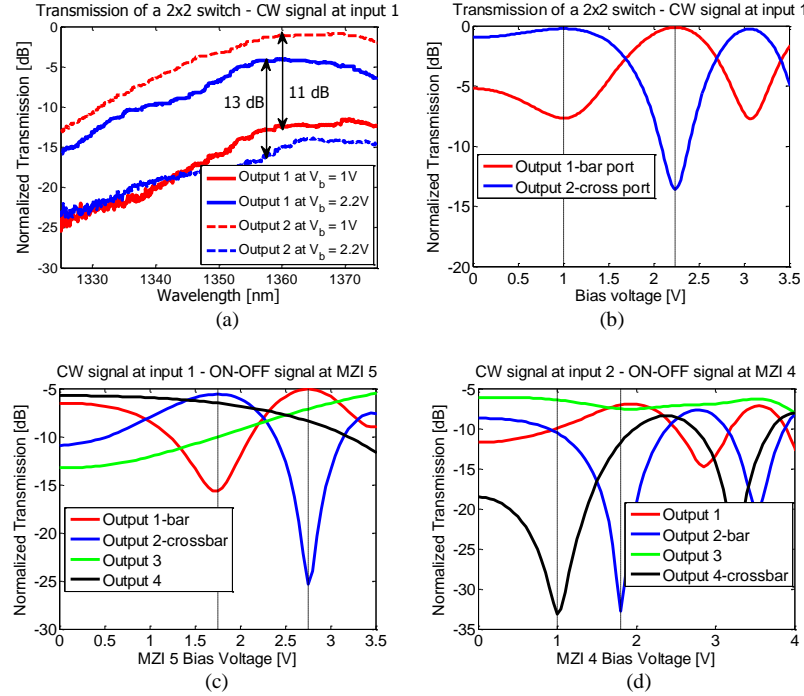 Transmission of a 2x2 switch - CW signal at input 1
Normalized Transmission [dB]
0
-5
-10
-15
-20
-25
-30
13 dB
11 dB
Output 1 at Vb = 1V
Output 1 at Vb = 2.2V
Output 2 at Vb = 1V
Output 2 at Vb = 2.2V
1330 1340 1350 1360 1370
Wavelength [nm]
(a)
Transmission of a 2x2 switch - CW signal at input 1
Normalized Transmission [dB]
0
-5
-10
-15
-20
Output 1-bar port
Output 2-cross port
0 0.5 1 1.5 2 2.5 3 3.5
Bias voltage [V]
(b)
CW signal at input 1 - ON-OFF signal at MZI 5
Normalized Transmission [dB]
-5
-10
-15
-20
-25
-30
Output 1-bar
Output 2-crossbar
Output 3
Output 4
0 0.5 1 1.5 2 2.5 3 3.5
MZI 5 Bias Voltage [V]
(c)
CW signal at input 2 - ON-OFF signal at MZI 4
Normalized Transmission [dB]
-5
-10
-15
-20
-25
-30
-35
Output 1
Output 2-bar
Output 3
Output 4-crossbar
0 1 2 3 4
MZI 4 Bias Voltage [V]
(d)